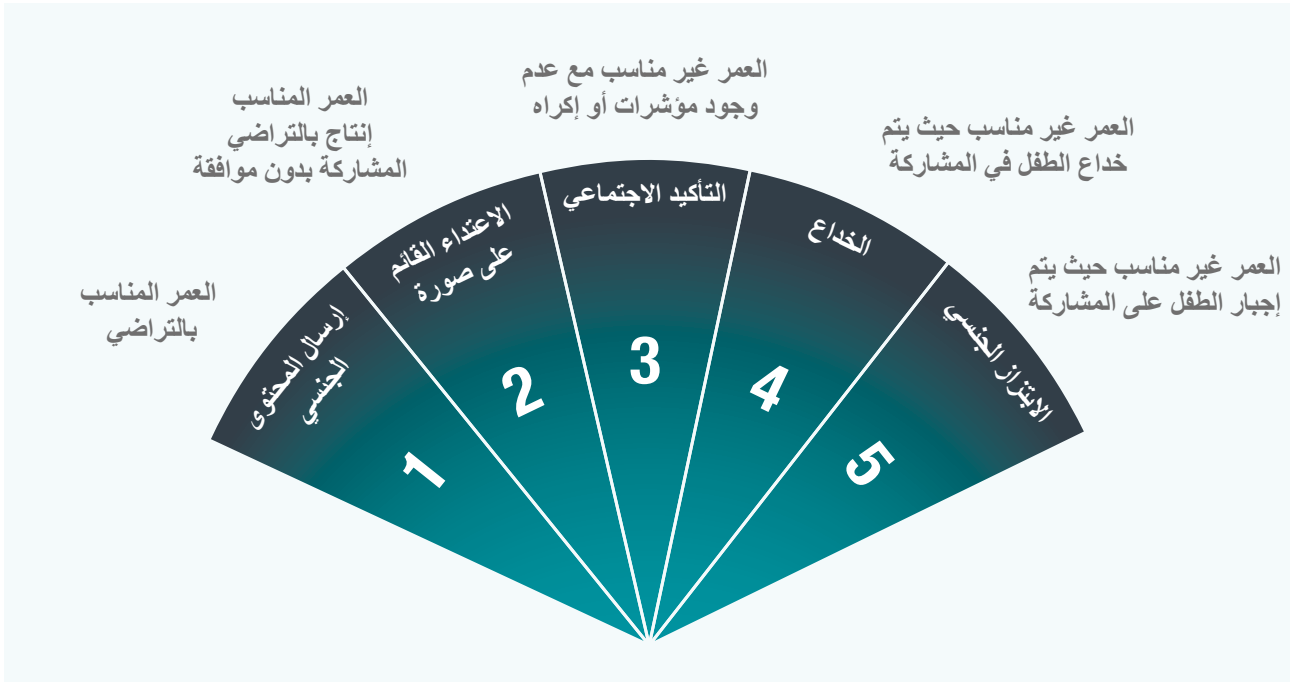 العمر المناسب
بالتراضي
إرسال المحتوى
الجنسي
1
العمر المناسب
إنتاج بالتراضي
المشاركة بدون موافقة
الاعتداء القائم
على صورة
2
العمر غير مناسب مع عدم
وجود مؤشرات أو إكراه
التأكيد الاجتماعي
3
العمر غير مناسب حيث يتم
خداع الطفل في المشاركة
الخداع
4
العمر غير مناسب حيث يتم
إجبار الطفل على المشاركة
الابتزاز الجنسي
5